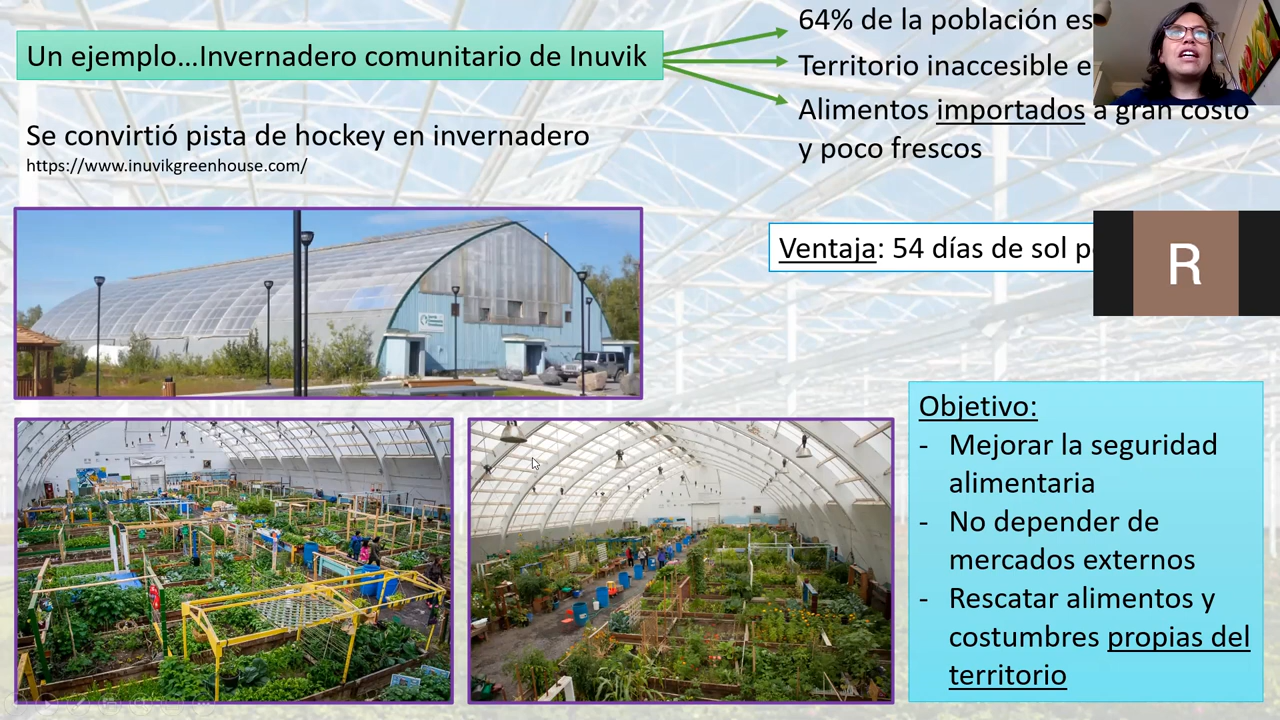 Un ejemplo...Invernadero comunitario de Inuvik
64% de la población es
Territorio inaccesible e
Alimentos importados a gran costo
y poco frescos
Se convirtió pista de hockey en invernadero
https://www.inuvikgreenhouse.com/
Ventaja: 54 días de sol
R
Objetivo:
- Mejorar la seguridad
alimentaria
- No depender de
mercados externos
- Rescatar alimentos y
costumbres propias del
territorio